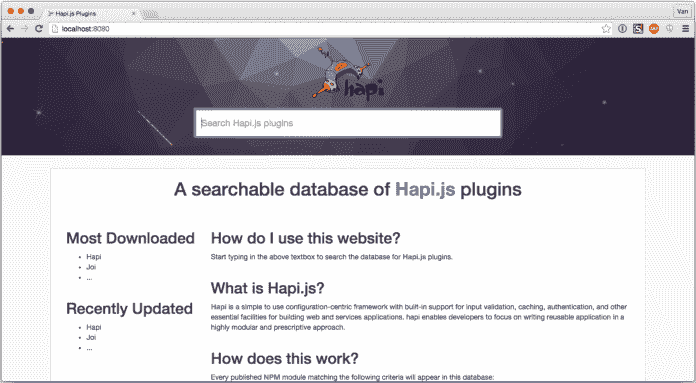 Hapi.js Plugins
Van
localhost:8080
hapi
Search Hapi.js plugins
A searchable database of Hapi.js plugins
Most Downloaded
Hapi
Joi
...
Recently Updated
Hapi
Joi
...
How do I use this website?
Start typing in the above textbox to search the database for Hapi.js plugins.
What is Hapi.js?
Hapi is a simple to use configuration-centric framework with built-in support for input validation, caching, authentication, and other
essential facilities for building web and services applications. hapi enables developers to focus on writing reusable application in a
highly modular and prescriptive approach.
How does this work?
Every published NPM module matching the following criteria will appear in this database: